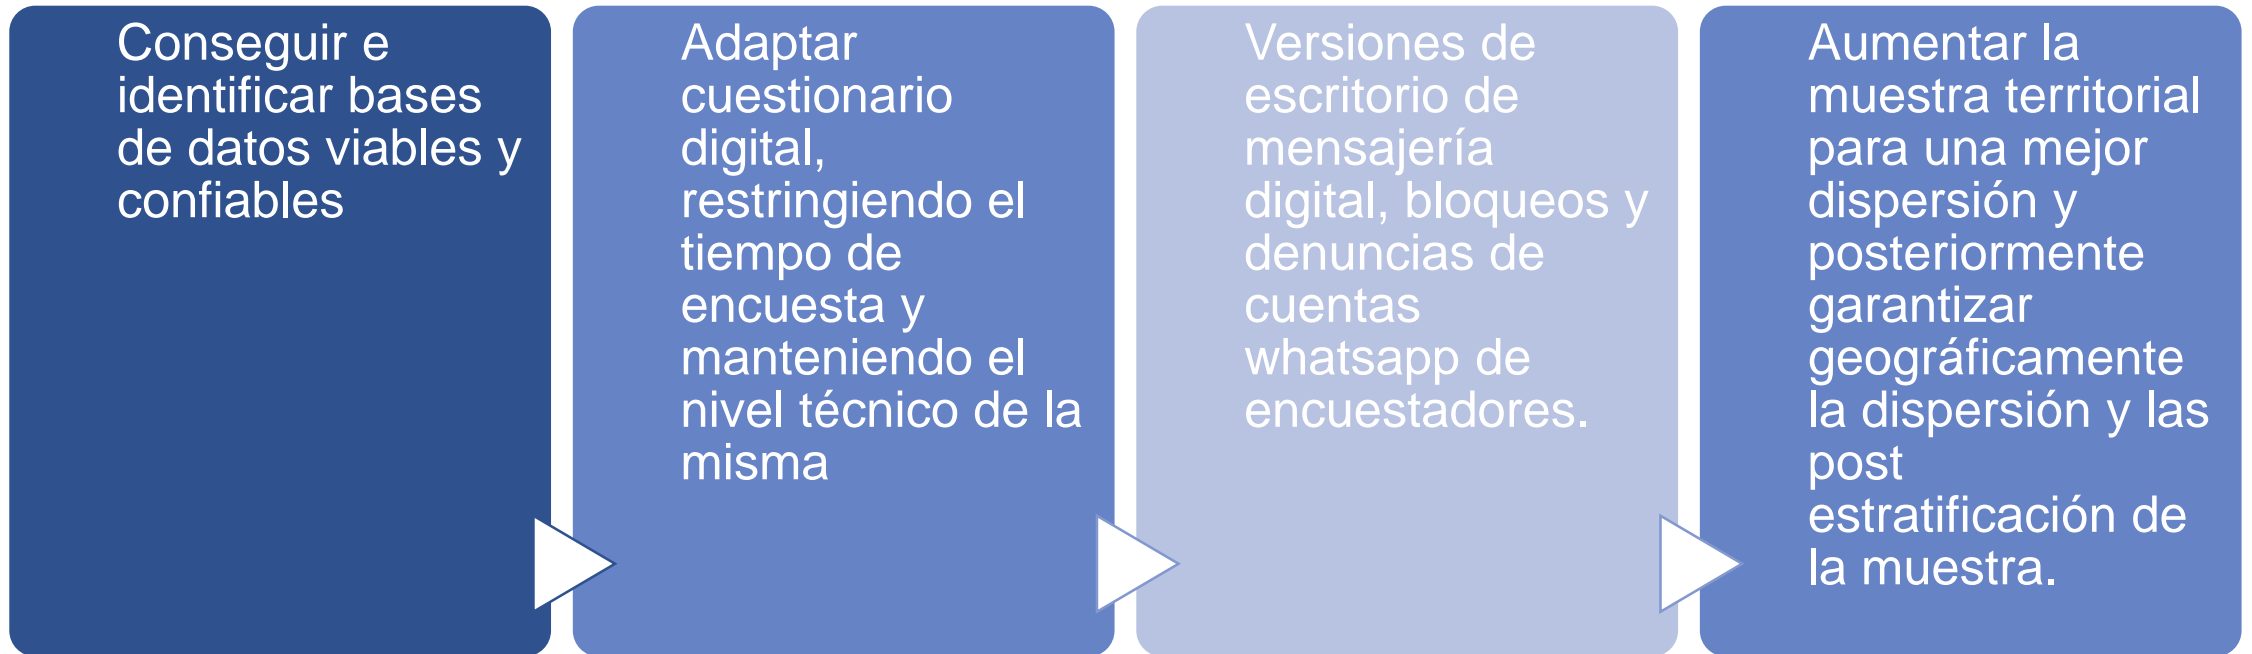 Conseguir e
identificar bases
de datos viables y
confiables
Adaptar
cuestionario
digital,
restringiendo el
tiempo de
encuesta y
manteniendo el
nivel técnico de la
misma
Versiones de
escritorio de
mensajería
digital, bloqueos y
denuncias de
cuentas
whatsapp de
encuestadores.
Aumentar la
muestra territorial
para una mejor
dispersión y
posteriormente
garantizar
geográficamente
la dispersión y las
post
estratificación de
la muestra.